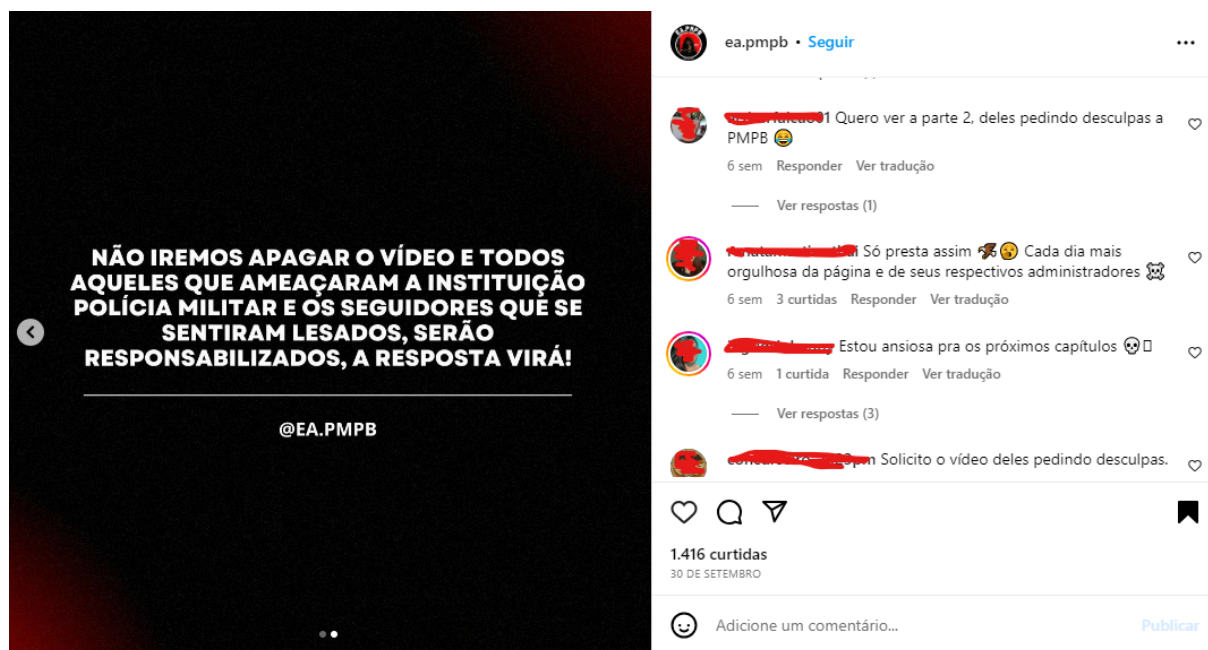 NÃO IREMOS APAGAR O VÍDEO E TODOS
AQUELES QUE AMEAÇARAM A INSTITUIÇÃO
POLÍCIA MILITAR E OS SEGUIDORES QUE SE
SENTIRAM LESADOS, SERÃO
RESPONSABILIZADOS, A RESPOSTA VIRÁ!
@EA.PMPB
ea.pmpb • Seguir
Quero ver a parte 2, deles pedindo desculpas a
PMPB 😂
6 sem Responder Ver tradução
Ver respostas (1)
Só presta assim Cada dia mais
orgulhosa da página e de seus respectivos administradores
6 sem 3 curtidas Responder Ver tradução
Estou ansiosa pra os próximos capítulos 💀
6 sem 1 curtida Responder Ver tradução
Ver respostas (3)
Solicito o vídeo deles pedindo desculpas.
1.416 curtidas
30 DE SETEMBRO
Adicione um comentário... Publicar